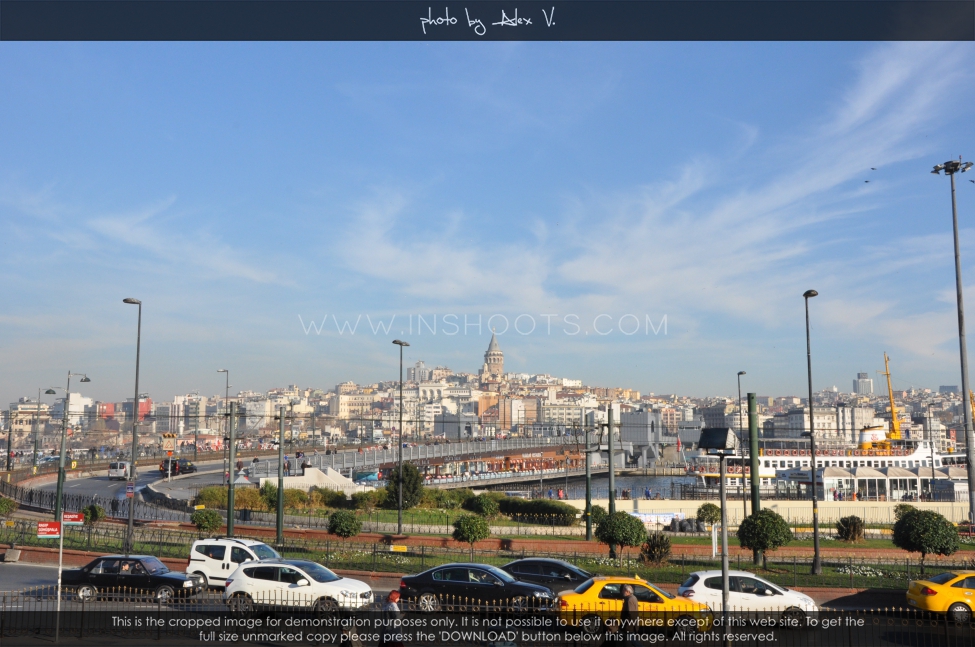 photo by Alex V.
WWW.INSHOOTS.COM
This is the cropped image for demonstration purposes only. It is not possible to use it anywhere except of this web site. To get the
full size unmarked copy please press the 'DOWNLOAD' button below this image. All rights reserved.